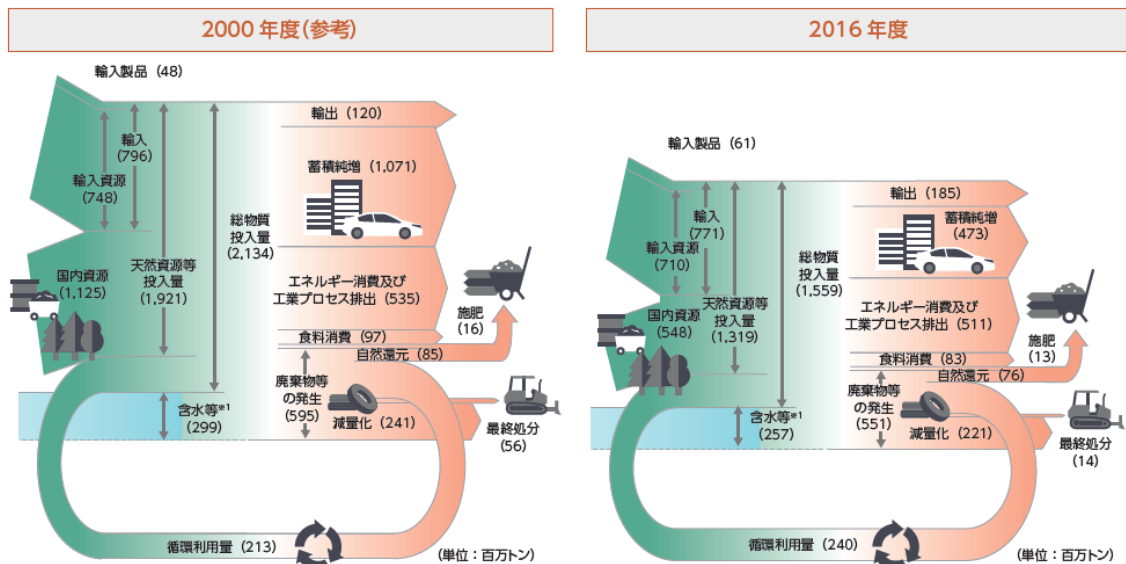 2000 年度(参考)
輸入製品 (48)
輸入
(796)
輸入資源
(748)
国内資源
(1,125)
天然資源等
投入量
(1,921)
総物質
投入量
(2,134)
輸出 (120)
蓄積純増 (1,071)
エネルギー消費及び
工業プロセス排出 (535)
食料消費 (97)
自然還元 (85)
施肥
(16)
廃棄物等
の発生
(595)
減量化 (241)
含水等※1
(299)
最終処分
(56)
循環利用量 (213)
(単位:百万トン)
2016 年度
輸入製品 (61)
輸入
(771)
輸入資源
(710)
国内資源
(548)
天然資源等
投入量
(1,319)
総物質
投入量
(1,559)
輸出 (185)
蓄積純増
(473)
エネルギー消費及び
工業プロセス排出 (511)
食料消費 (83)
自然還元 (76)
施肥
(13)
廃棄物等
の発生
(551)
減量化 (221)
含水等※1
(257)
最終処分
(14)
循環利用量 (240)
(単位:百万トン)